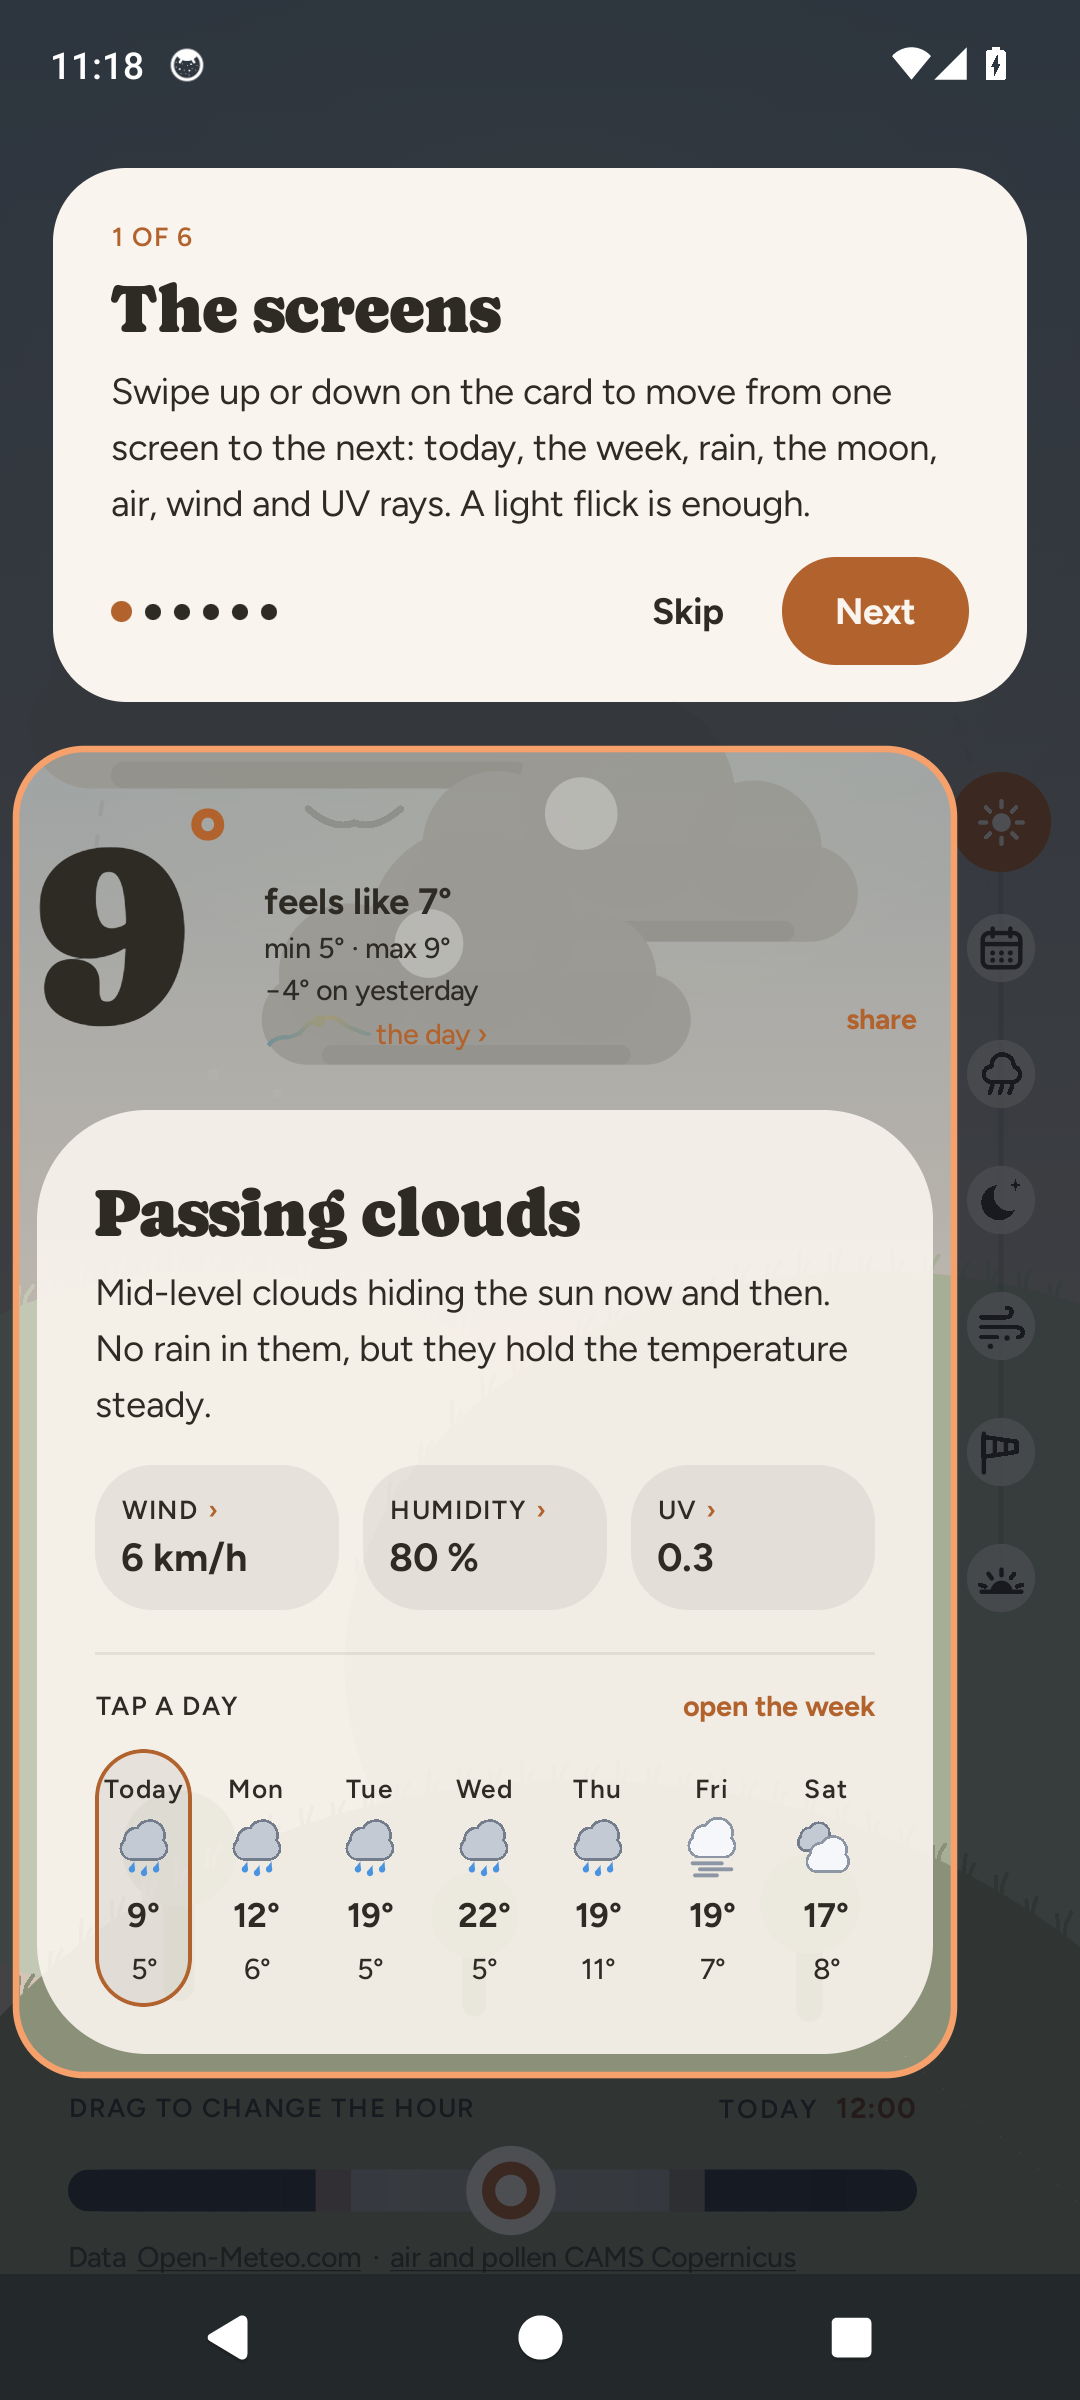 11:18
1 OF 6
The screens
Swipe up or down on the card to move from one
screen to the next: today, the week, rain, the moon,
air, wind and UV rays. A light flick is enough.
Skip
Next
9
feels like 7°
min 5° · max 9°
−4° on yesterday
the day ›
share
Passing clouds
Mid-level clouds hiding the sun now and then.
No rain in them, but they hold the temperature
steady.
WIND › HUMIDITY › UV ›
6 km/h 80 % 0.3
TAP A DAY open the week
Today Mon Tue Wed Thu Fri Sat
9° 12° 19° 22° 19° 19° 17°
5° 6° 5° 5° 11° 7° 8°
DRAG TO CHANGE THE HOUR TODAY 12:00
Data Open-Meteo.com · air and pollen CAMS Copernicus